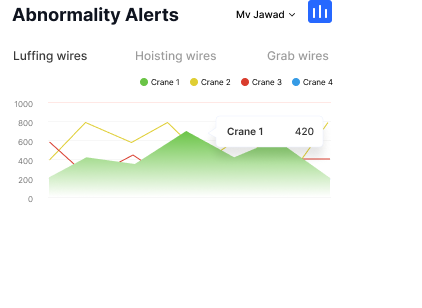 Abnormality Alerts
Mv Jawad
Luffing wires Hoisting wires Grab wires
Crane 1 Crane 2 Crane 3 Crane 4
1000
800
Crane 1 420
600
400
200
0